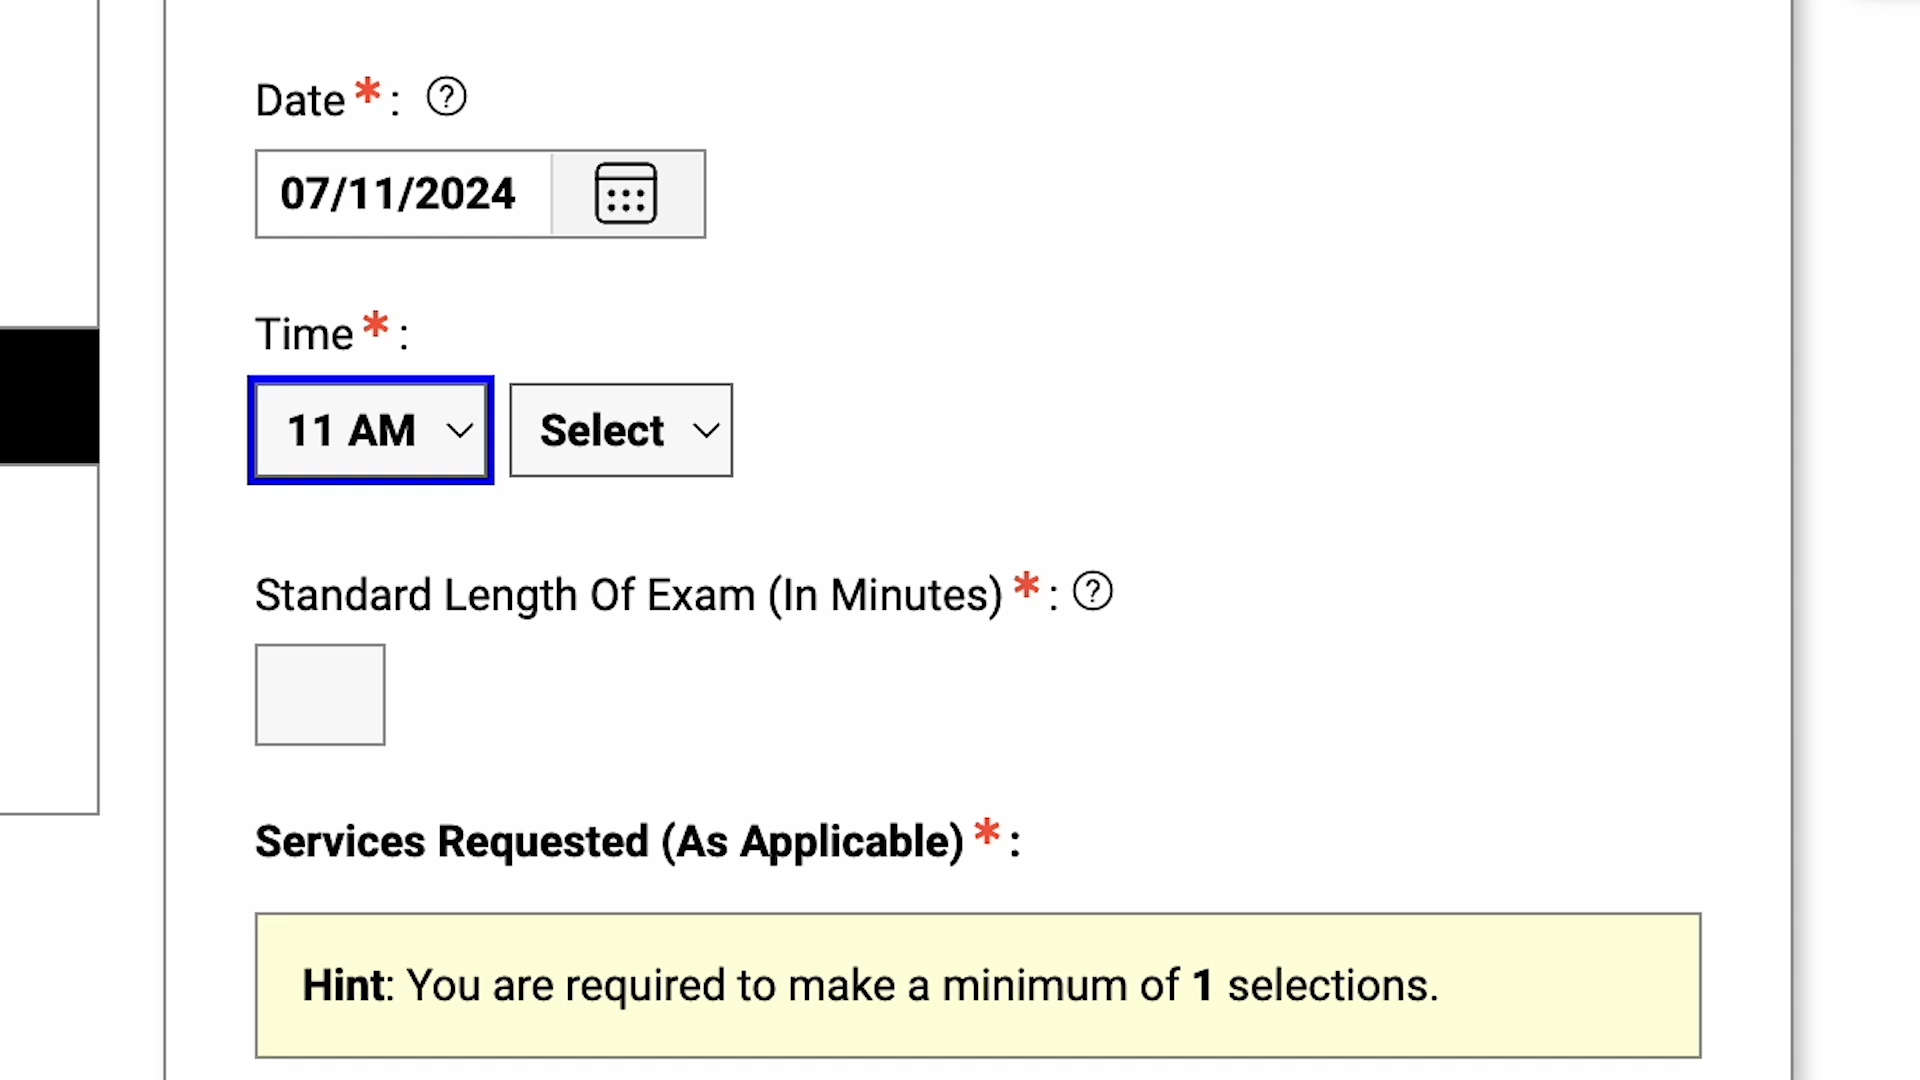 Date * : ?
07/11/2024
Time * :
11 AM Select
Standard Length Of Exam (In Minutes) * : ?
Services Requested (As Applicable) * :
Hint: You are required to make a minimum of 1 selections.